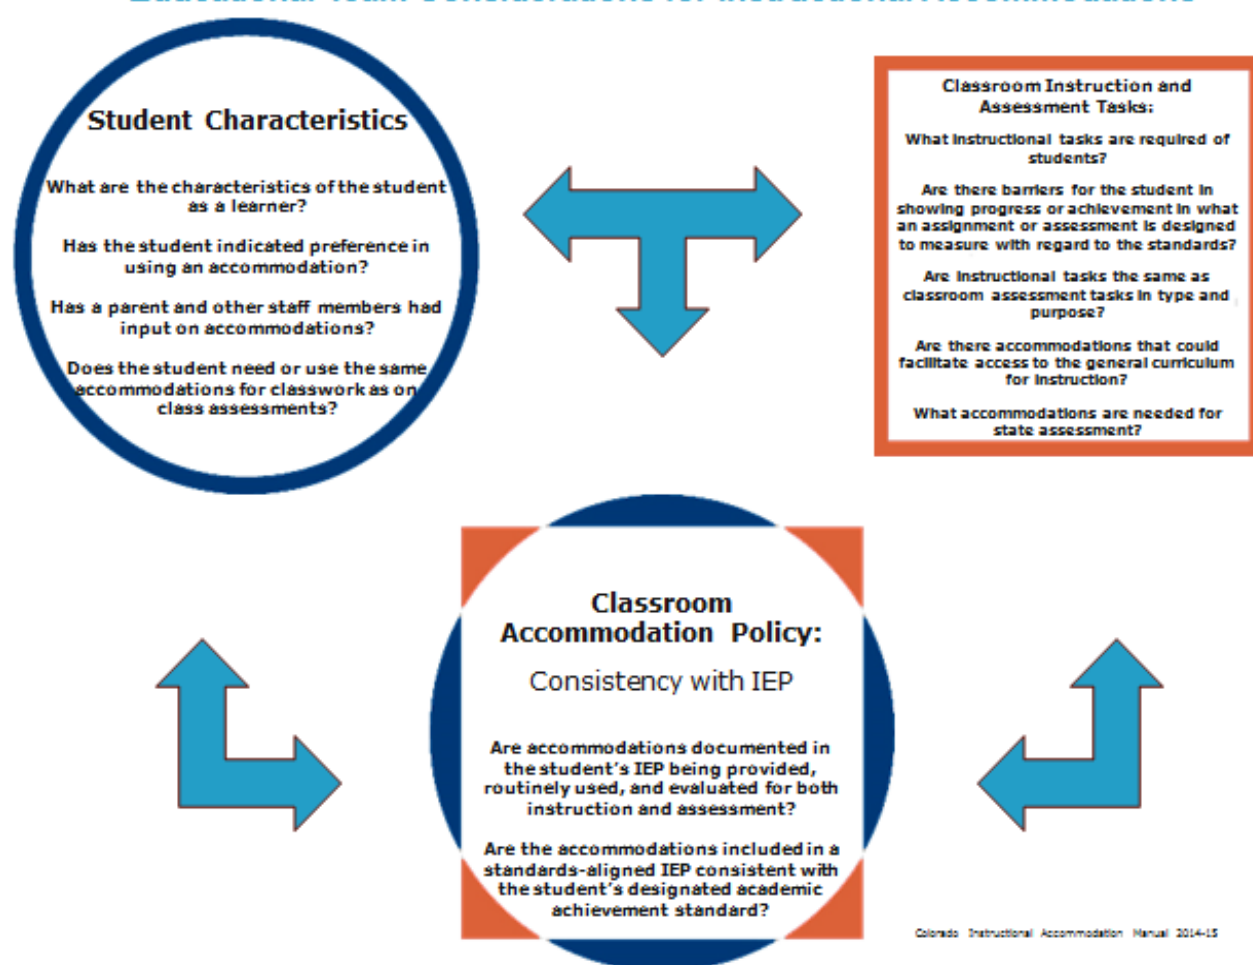 Educational Team Considerations for Instructional Accommodations
Student Characteristics
What are the characteristics of the student
as a learner?
Has the student indicated preference in
using an accommodation?
Has a parent and other staff members had
input on accommodations?
Does the student need or use the same
accommodations for classwork as on
class assessments?
Classroom Instruction and
Assessment Tasks:
What instructional tasks are required of
students?
Are there barriers for the student in
showing progress or achievement in what
an assignment or assessment is designed
to measure with regard to the standards?
Are instructional tasks the same as
classroom assessment tasks in type and
purpose?
Are there accommodations that could
facilitate access to the general curriculum
for instruction?
What accommodations are needed for
state assessment?
Classroom
Accommodation Policy:
Consistency with IEP
Are accommodations documented in
the student's IEP being provided,
routinely used, and evaluated for both
instruction and assessment?
Are the accommodations included in a
standards-aligned IEP consistent with
the student's designated academic
achievement standard?
Colorado Instructional Accommodation Manual 2014-15